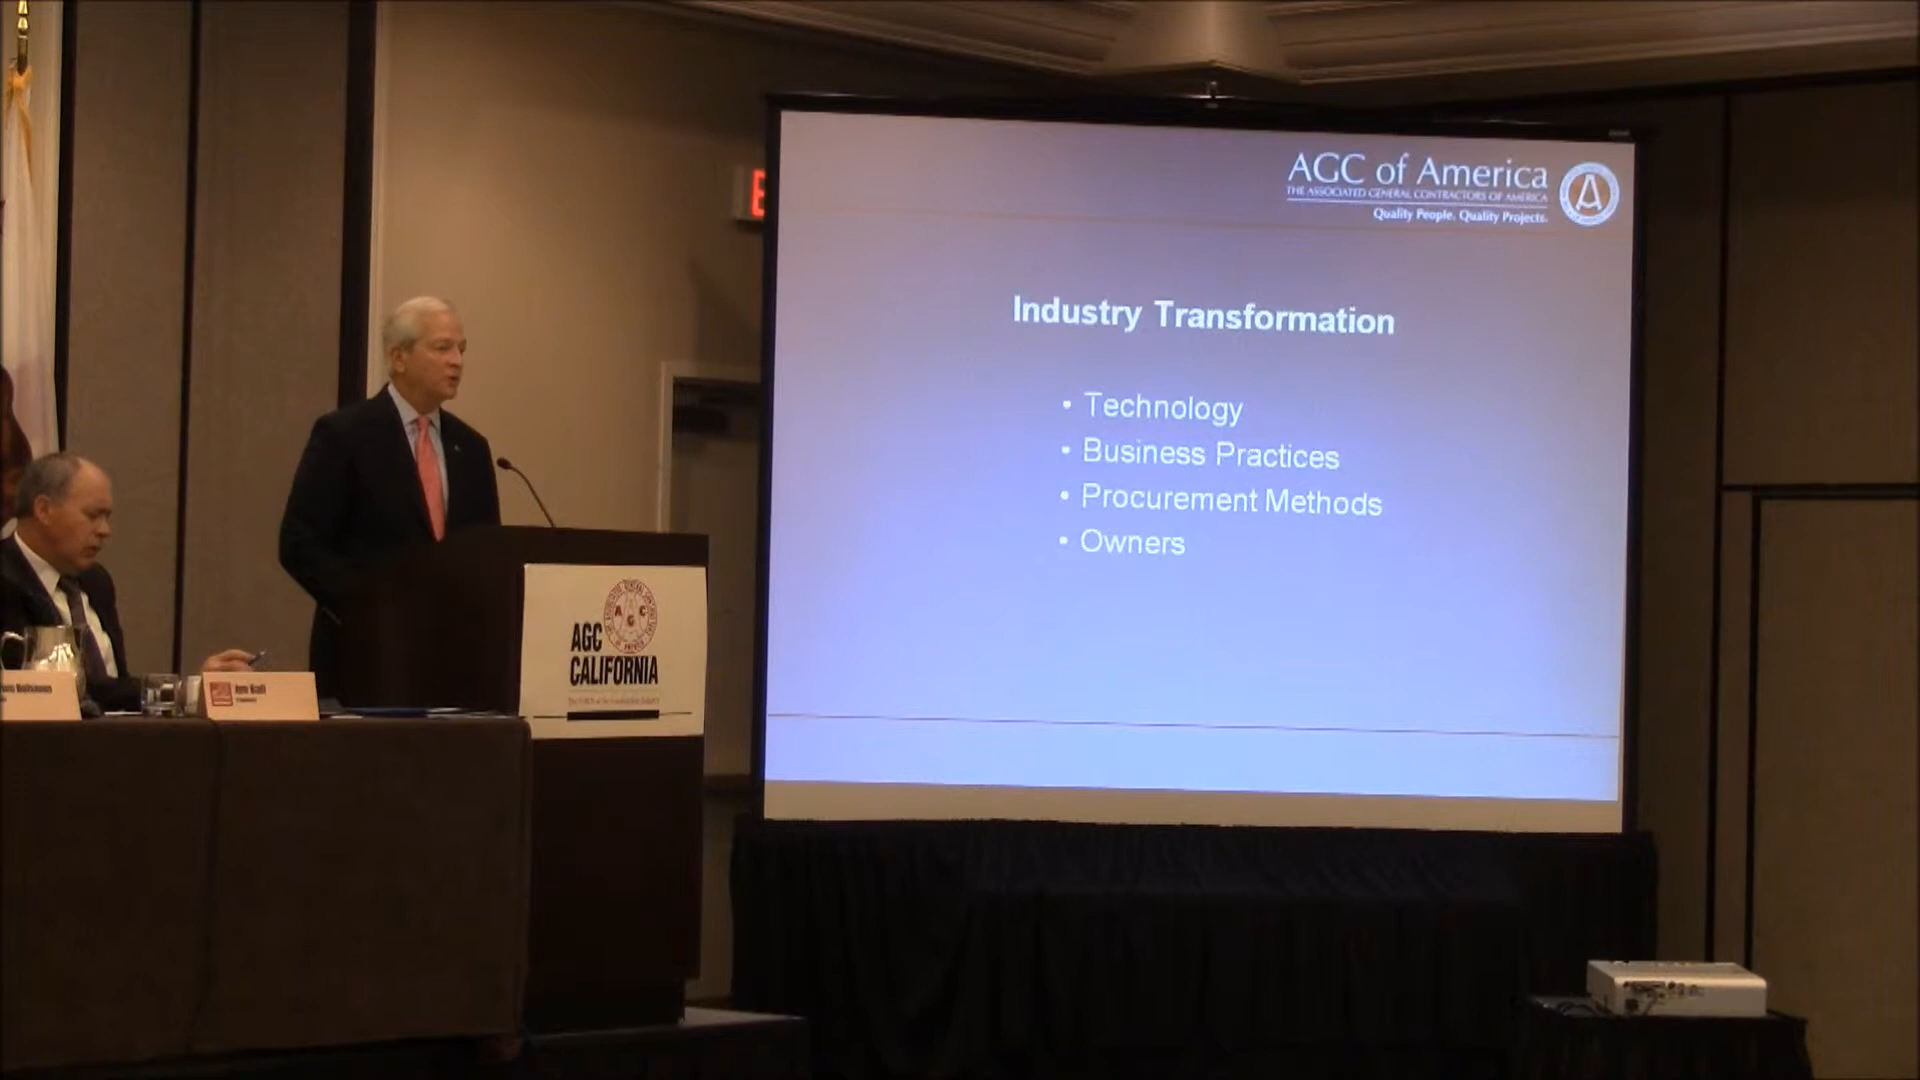 AGC of America
THE ASSOCIATED GENERAL CONTRACTORS OF AMERICA
Quality People. Quality Projects.
Industry Transformation
• Technology
• Business Practices
• Procurement Methods
• Owners
E
AGC
CALIFORNIA
A G C